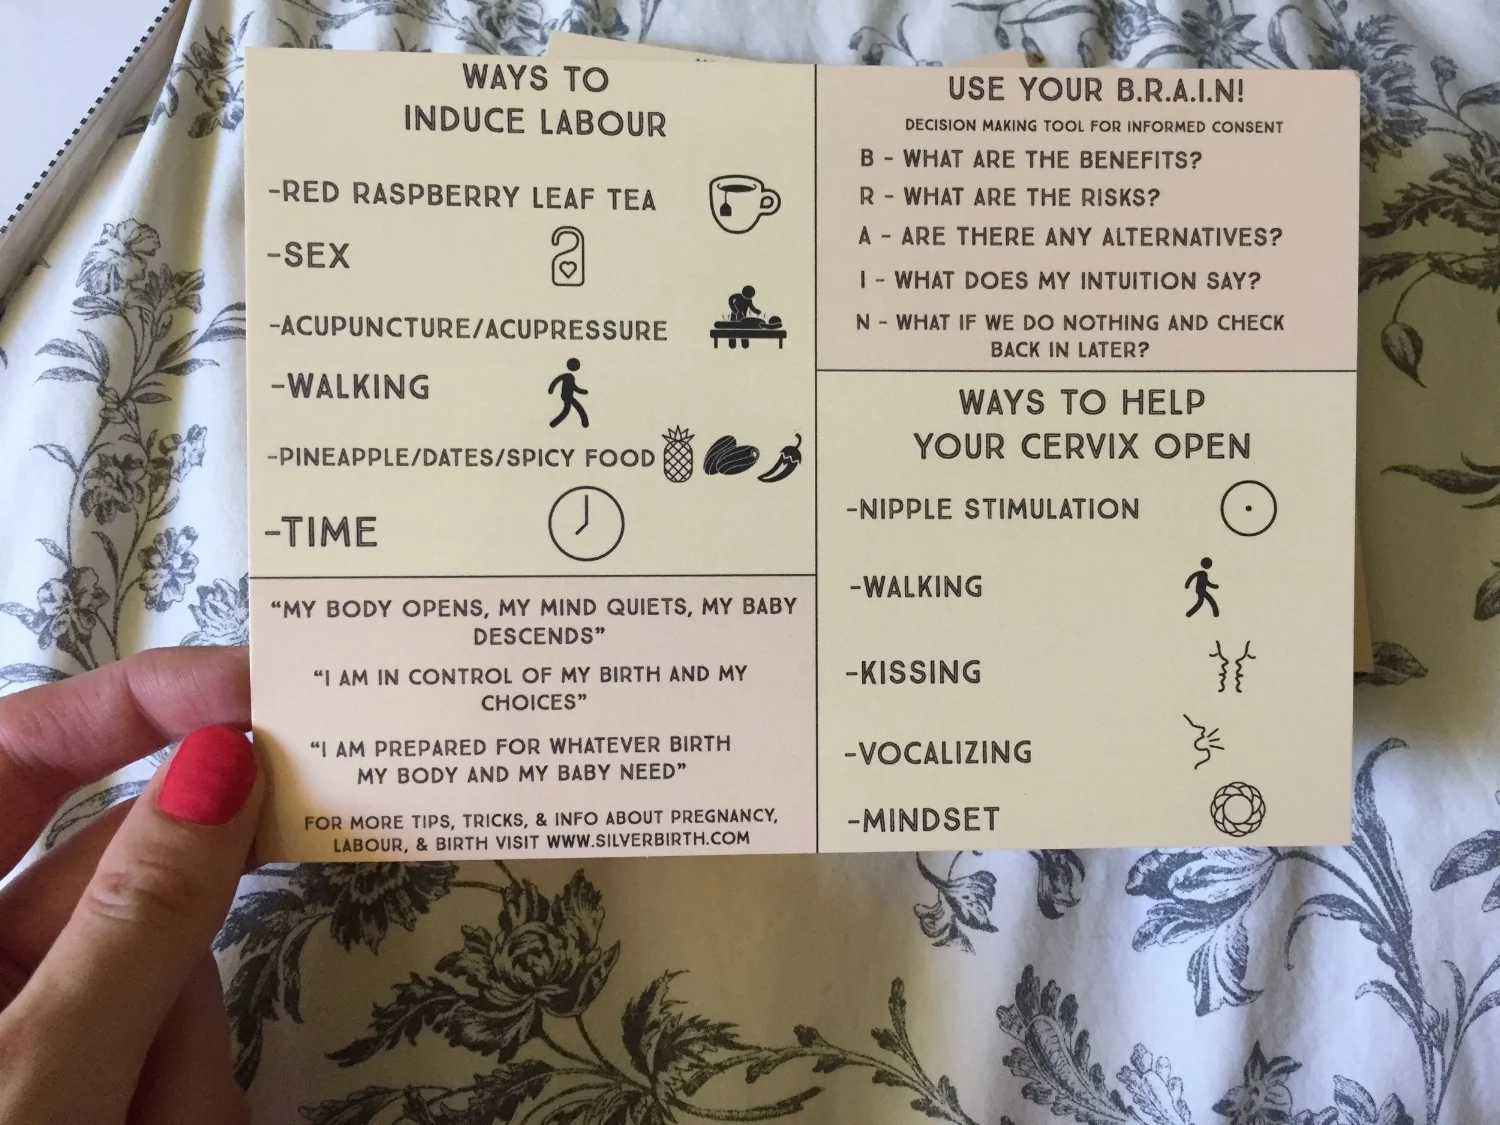 WAYS TO
INDUCE LABOUR
-RED RASPBERRY LEAF TEA
-SEX
-ACUPUNCTURE/ACUPRESSURE
-WALKING
-PINEAPPLE/DATES/SPICY FOOD
-TIME
"MY BODY OPENS, MY MIND QUIETS, MY BABY
DESCENDS"
"I AM IN CONTROL OF MY BIRTH AND MY
CHOICES"
"I AM PREPARED FOR WHATEVER BIRTH
MY BODY AND MY BABY NEED"
FOR MORE TIPS, TRICKS, & INFO ABOUT PREGNANCY,
LABOUR, & BIRTH VISIT WWW.SILVERBIRTH.COM
USE YOUR B.R.A.I.N!
DECISION MAKING TOOL FOR INFORMED CONSENT
B - WHAT ARE THE BENEFITS?
R - WHAT ARE THE RISKS?
A - ARE THERE ANY ALTERNATIVES?
I - WHAT DOES MY INTUITION SAY?
N - WHAT IF WE DO NOTHING AND CHECK
BACK IN LATER?
WAYS TO HELP
YOUR CERVIX OPEN
-NIPPLE STIMULATION
-WALKING
-KISSING
-VOCALIZING
-MINDSET